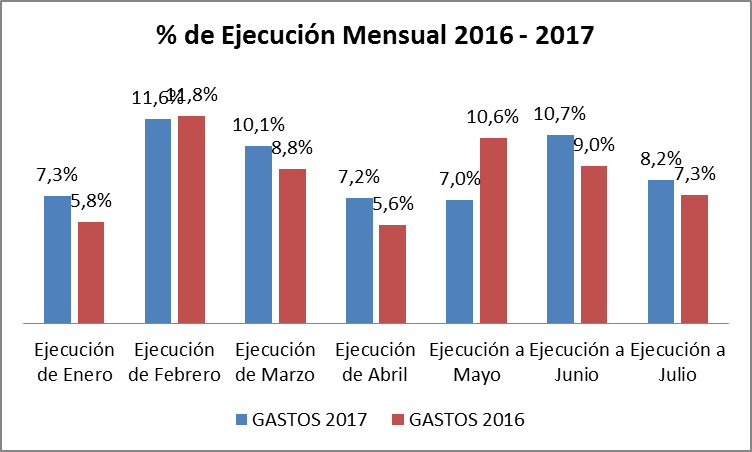 % de Ejecución Mensual 2016 - 2017
7,3%
5,8%
11,6%
11,8%
10,1%
8,8%
7,2%
5,6%
7,0%
10,6%
10,7%
9,0%
8,2%
7,3%
Ejecución
de Enero
Ejecución
de Febrero
Ejecución
de Marzo
Ejecución
de Abril
Ejecución a
Mayo
Ejecución a
Junio
Ejecución a
Julio
GASTOS 2017
GASTOS 2016